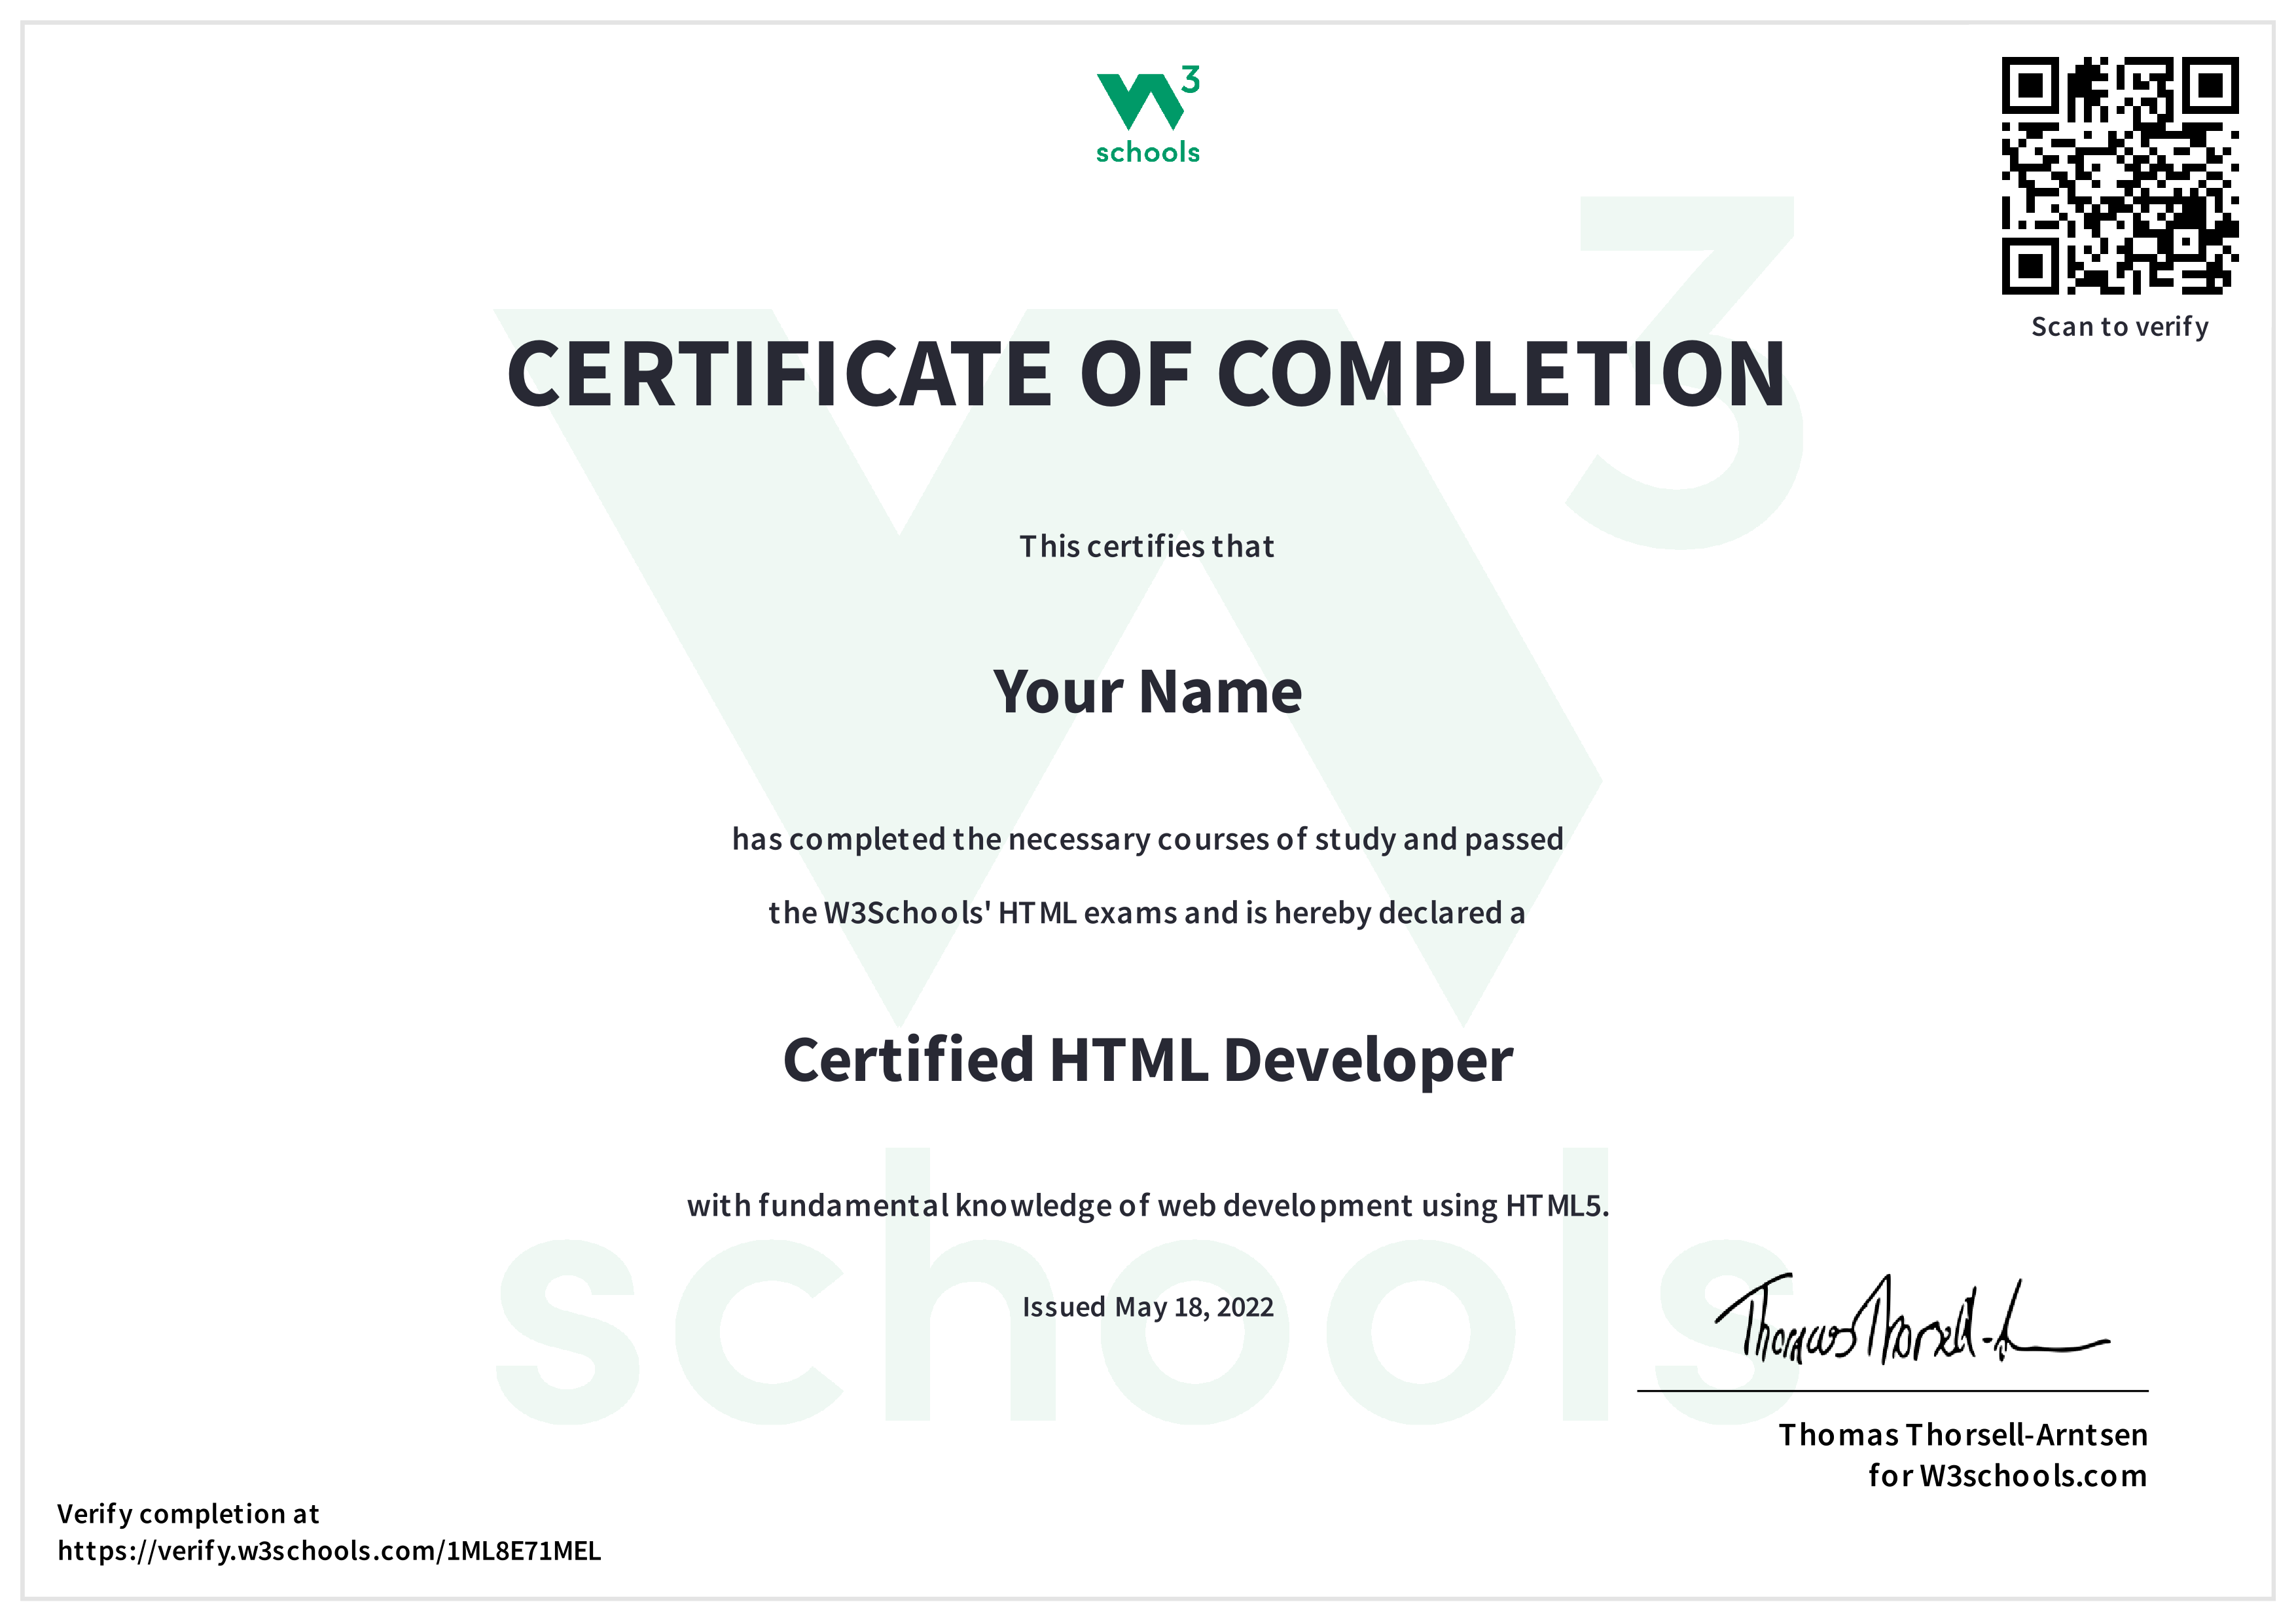 W3
schools
Scan to verify
CERTIFICATE OF COMPLETION
This certifies that
Your Name
has completed the necessary courses of study and passed
the W3Schools' HTML exams and is hereby declared a
Certified HTML Developer
with fundamental knowledge of web development using HTML5.
Issued May 18, 2022
Thomas Thorsell-A
Thomas Thorsell-Arntsen
for W3schools.com
Verify completion at
https://verify.w3schools.com/1ML8E71MEL
W3
schools